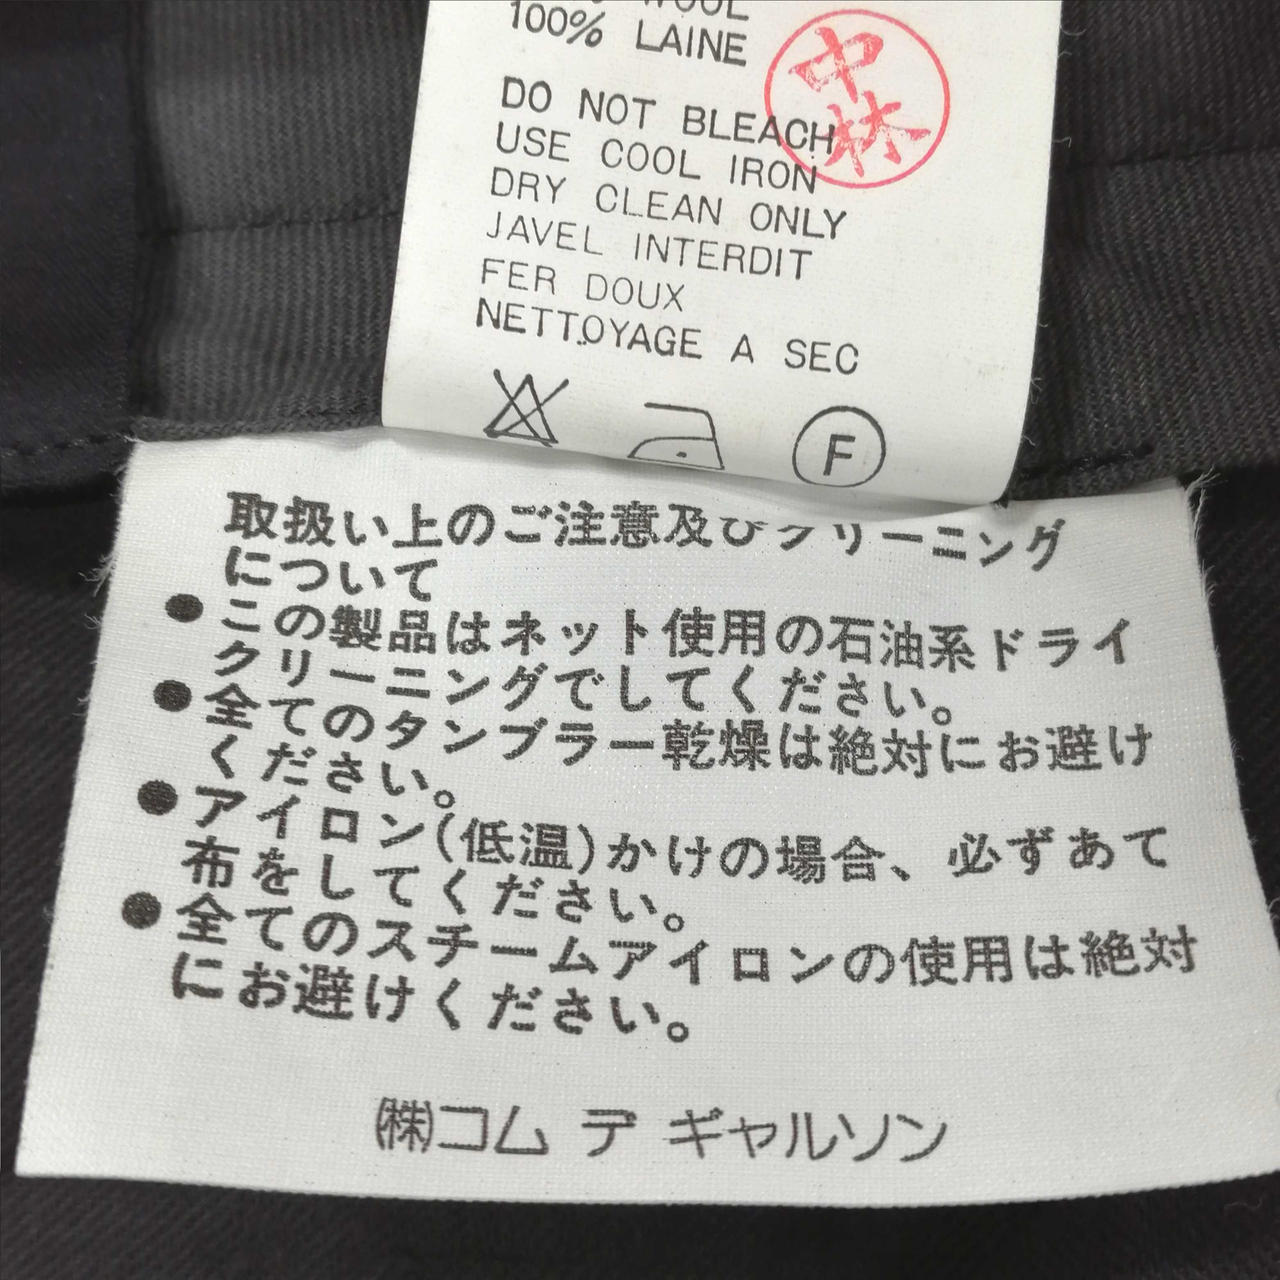 WOOL
100% LAINE
中林
DO NOT BLEACH
USE COOL IRON
DRY CLEAN ONLY
JAVEL INTERDIT
FER DOUX
NETTOYAGE A SEC
F
取扱い上のご注意及びクリーニング
について
●この製品はネット使用の石油系ドライ
クリーニングでしてください。
●全てのタンブラー乾燥は絶対にお避け
ください。
●アイロン(低温)かけの場合、必ずあて
布をしてください。
●全てのスチームアイロンの使用は絶対
にお避けください。
㈱コム デ ギャルソン